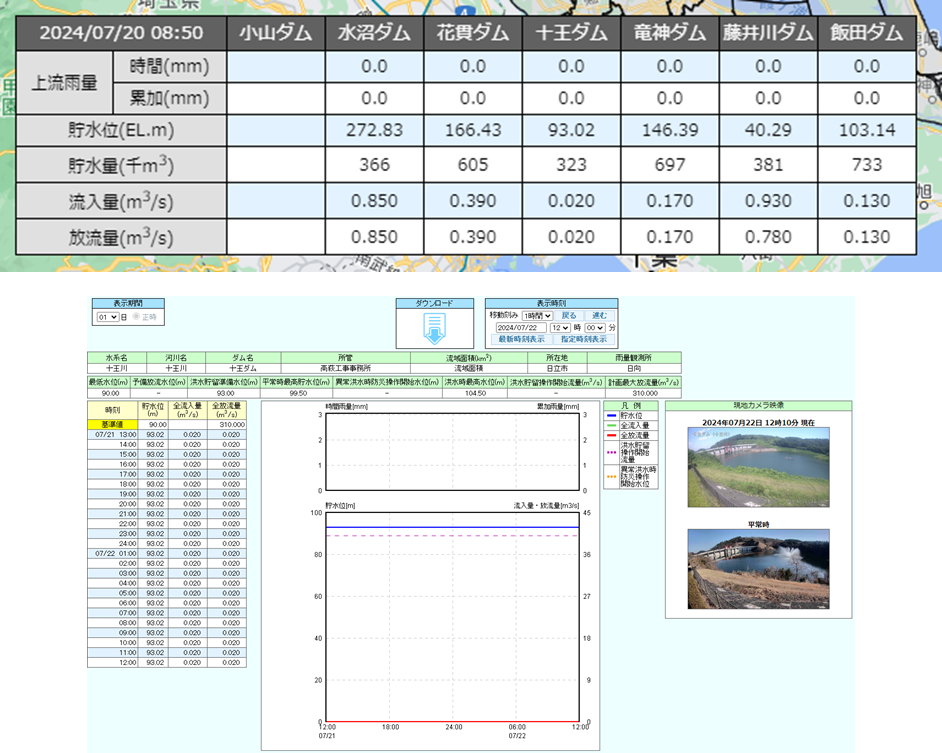 埼玉県
4
2024/07/20 08:50 小山ダム 水沼ダム 花貫ダム 十王ダム 竜神ダム 藤井川ダム 飯田ダム
上流雨量 時間(mm) 0.0 0.0 0.0 0.0 0.0 0.0
累加(mm) 0.0 0.0 0.0 0.0 0.0 0.0
貯水位(EL.m) 272.83 166.43 93.02 146.39 40.29 103.14
貯水量(千m³) 366 605 323 697 381 733
流入量(m³/s) 0.850 0.390 0.020 0.170 0.930 0.130
放流量(m³/s) 0.850 0.390 0.020 0.170 0.780 0.130
旭
南武線
千葉
表示期間
01 日 正時
ダウンロード
表示時刻
移動刻み 1時間 戻る 進む
2024/07/22 12 時 00 分
最新時刻表示 指定時刻表示
水系名 河川名 ダム名 所管 流域面積(km²) 所在地 雨量観測所
十王川 十王川 十王ダム 高萩工事事務所 流域面積 日立市 日向
最低水位(m) 予備放流水位(m) 洪水貯留準備水位(m) 平常時最高貯水位(m) 異常洪水時防災操作開始水位(m) 洪水時最高水位(m) 洪水貯留操作開始流量(m³/s) 計画最大放流量(m³/s)
90.00 - 93.00 99.50 - 104.50 - 310.000
時刻 貯水位(m) 全流入量(m³/s) 全放流量(m³/s)
基準値 90.00 310.000
07/21 13:00 93.02 0.020 0.020
14:00 93.02 0.020 0.020
15:00 93.02 0.020 0.020
16:00 93.02 0.020 0.020
17:00 93.02 0.020 0.020
18:00 93.02 0.020 0.020
19:00 93.02 0.020 0.020
20:00 93.02 0.020 0.020
21:00 93.02 0.020 0.020
22:00 93.02 0.020 0.020
23:00 93.02 0.020 0.020
24:00 93.02 0.020 0.020
07/22 01:00 93.02 0.020 0.020
02:00 93.02 0.020 0.020
03:00 93.02 0.020 0.020
04:00 93.02 0.020 0.020
05:00 93.02 0.020 0.020
06:00 93.02 0.020 0.020
07:00 93.02 0.020 0.020
08:00 93.02 0.020 0.020
09:00 93.02 0.020 0.020
10:00 93.02 0.020 0.020
11:00 93.02 0.020 0.020
12:00 93.02 0.020 0.020
時間雨量[mm] 累加雨量[mm]
3 3
2 2
1 1
0 0
貯水位[m] 流入量・放流量[m3/s]
100 45
80 36
60 27
40 18
20 9
0 0
12:00 18:00 24:00 06:00 12:00
07/21 07/22
凡 例
貯水位
全流入量
全放流量
洪水貯留
操作開始
流量
異常洪水時
防災操作
開始水位
現地カメラ映像
2024年07月22日 12時10分 現在
平常時